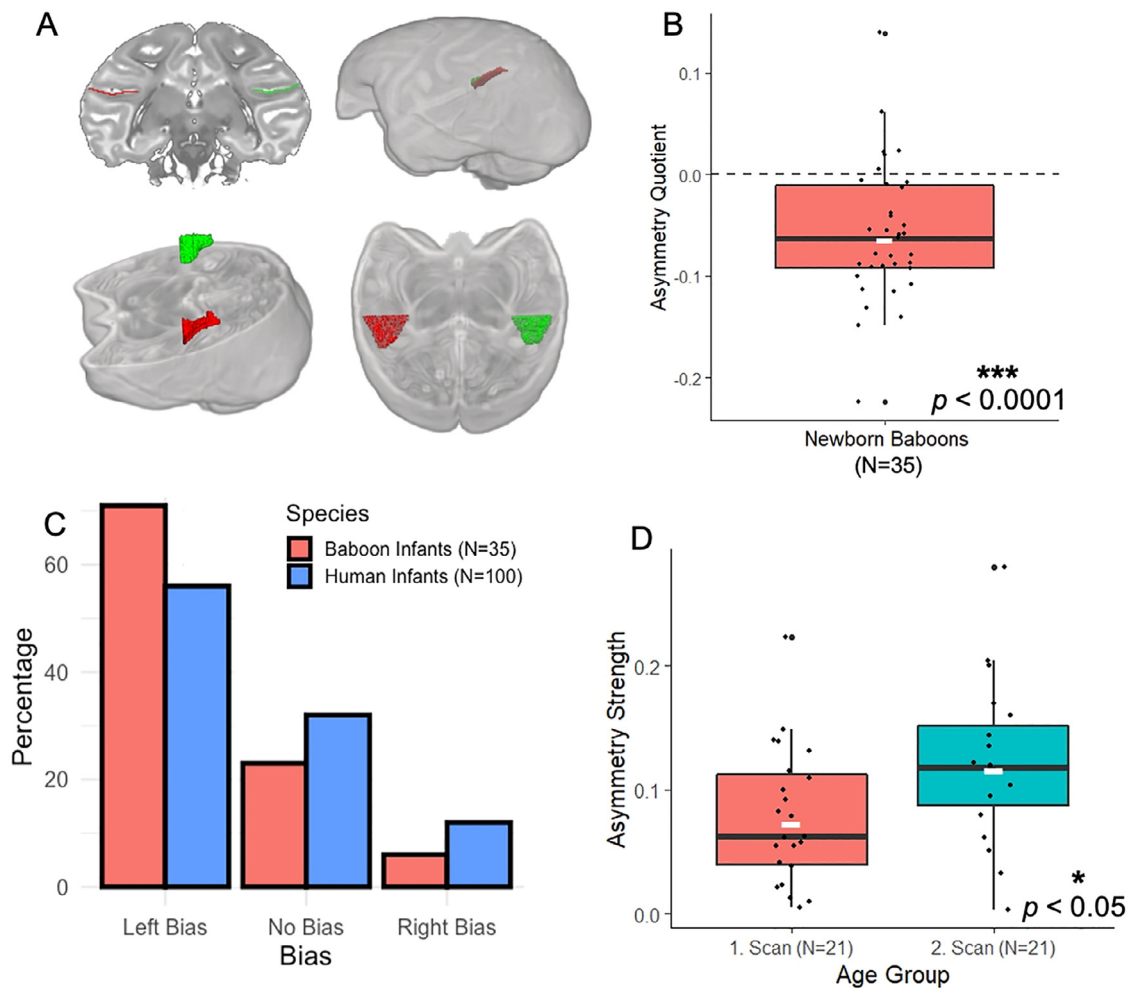 A
B
Asymmetry Quotient
0.1
0.0
-0.1
-0.2
***
p < 0.0001
Newborn Baboons
(N=35)
C
Species
Baboon Infants (N=35)
Human Infants (N=100)
Percentage
60
40
20
0
Left Bias
No Bias
Right Bias
Bias
D
Asymmetry Strength
0.2
0.1
0.0
*
p < 0.05
1. Scan (N=21)
2. Scan (N=21)
Age Group